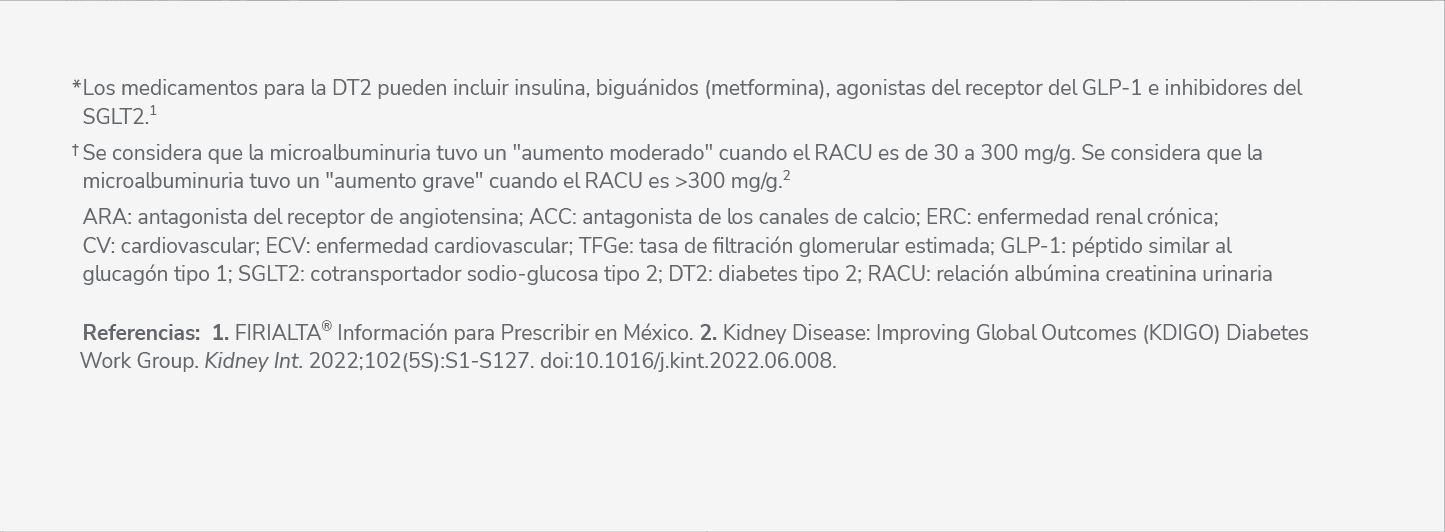 *Los medicamentos para la DT2 pueden incluir insulina, biguánidos (metformina), agonistas del receptor del GLP-1 e inhibidores del
SGLT2.¹
†Se considera que la microalbuminuria tuvo un "aumento moderado" cuando el RACU es de 30 a 300 mg/g. Se considera que la
microalbuminuria tuvo un "aumento grave" cuando el RACU es >300 mg/g.²
ARA: antagonista del receptor de angiotensina; ACC: antagonista de los canales de calcio; ERC: enfermedad renal crónica;
CV: cardiovascular; ECV: enfermedad cardiovascular; TFGe: tasa de filtración glomerular estimada; GLP-1: péptido similar al
glucagón tipo 1; SGLT2: cotransportador sodio-glucosa tipo 2; DT2: diabetes tipo 2; RACU: relación albúmina creatinina urinaria
Referencias: 1. FIRIALTA® Información para Prescribir en México. 2. Kidney Disease: Improving Global Outcomes (KDIGO) Diabetes
Work Group. Kidney Int. 2022;102(5S):S1-S127. doi:10.1016/j.kint.2022.06.008.